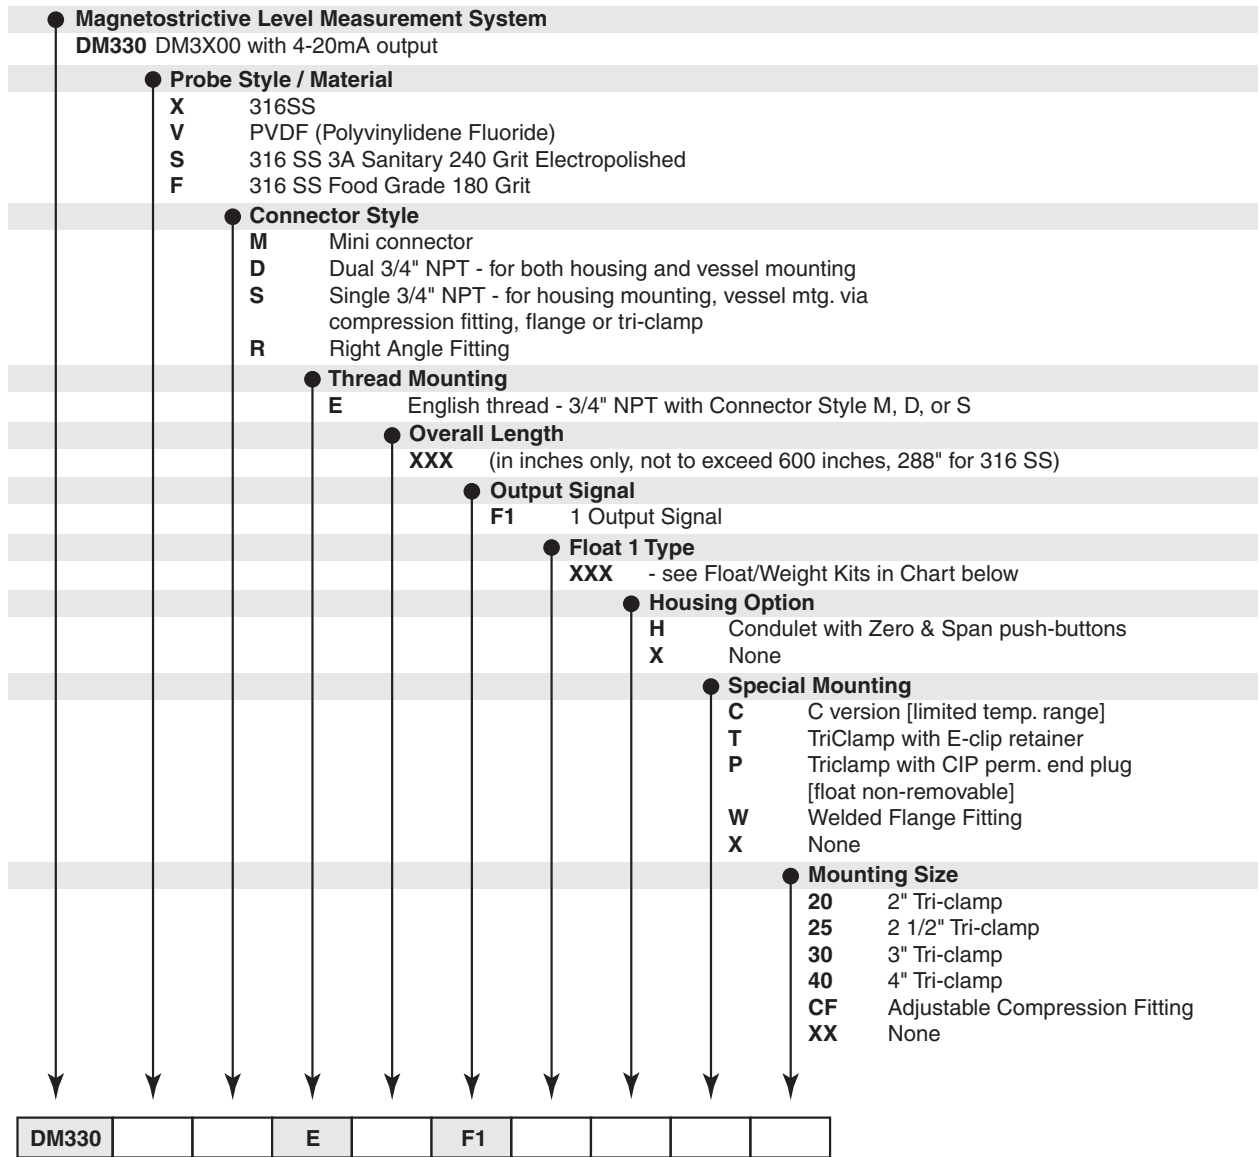 Magnetostrictive Level Measurement System
DM330 DM3X00 with 4-20mA output
Probe Style / Material
X 316SS
V PVDF (Polyvinylidene Fluoride)
S 316 SS 3A Sanitary 240 Grit Electropolished
F 316 SS Food Grade 180 Grit
Connector Style
M Mini connector
D Dual 3/4" NPT - for both housing and vessel mounting
S Single 3/4" NPT - for housing mounting, vessel mtg. via
compression fitting, flange or tri-clamp
R Right Angle Fitting
Thread Mounting
E English thread - 3/4" NPT with Connector Style M, D, or S
Overall Length
XXX (in inches only, not to exceed 600 inches, 288" for 316 SS)
Output Signal
F1 1 Output Signal
Float 1 Type
XXX - see Float/Weight Kits in Chart below
Housing Option
H Condulet with Zero & Span push-buttons
X None
Special Mounting
C C version [limited temp. range]
T TriClamp with E-clip retainer
P Triclamp with CIP perm. end plug
[float non-removable]
W Welded Flange Fitting
X None
Mounting Size
20 2" Tri-clamp
25 2 1/2" Tri-clamp
30 3" Tri-clamp
40 4" Tri-clamp
CF Adjustable Compression Fitting
XX None
DM330 E F1